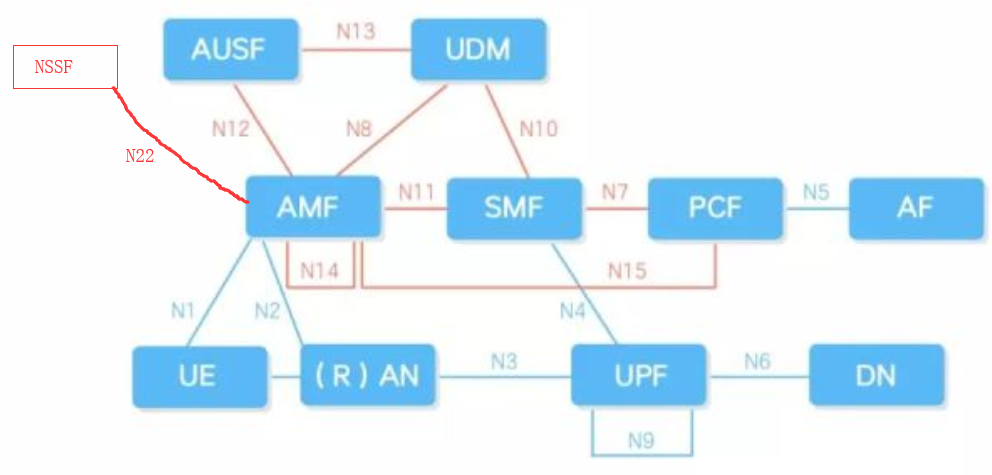 N13
AUSF
UDM
NSSF
N12
N8
N10
N22
AMF
N11
SMF
N7
PCF
N5
AF
N14
N15
N1
N2
N4
UE
(R) AN
N3
UPF
N6
DN
N9